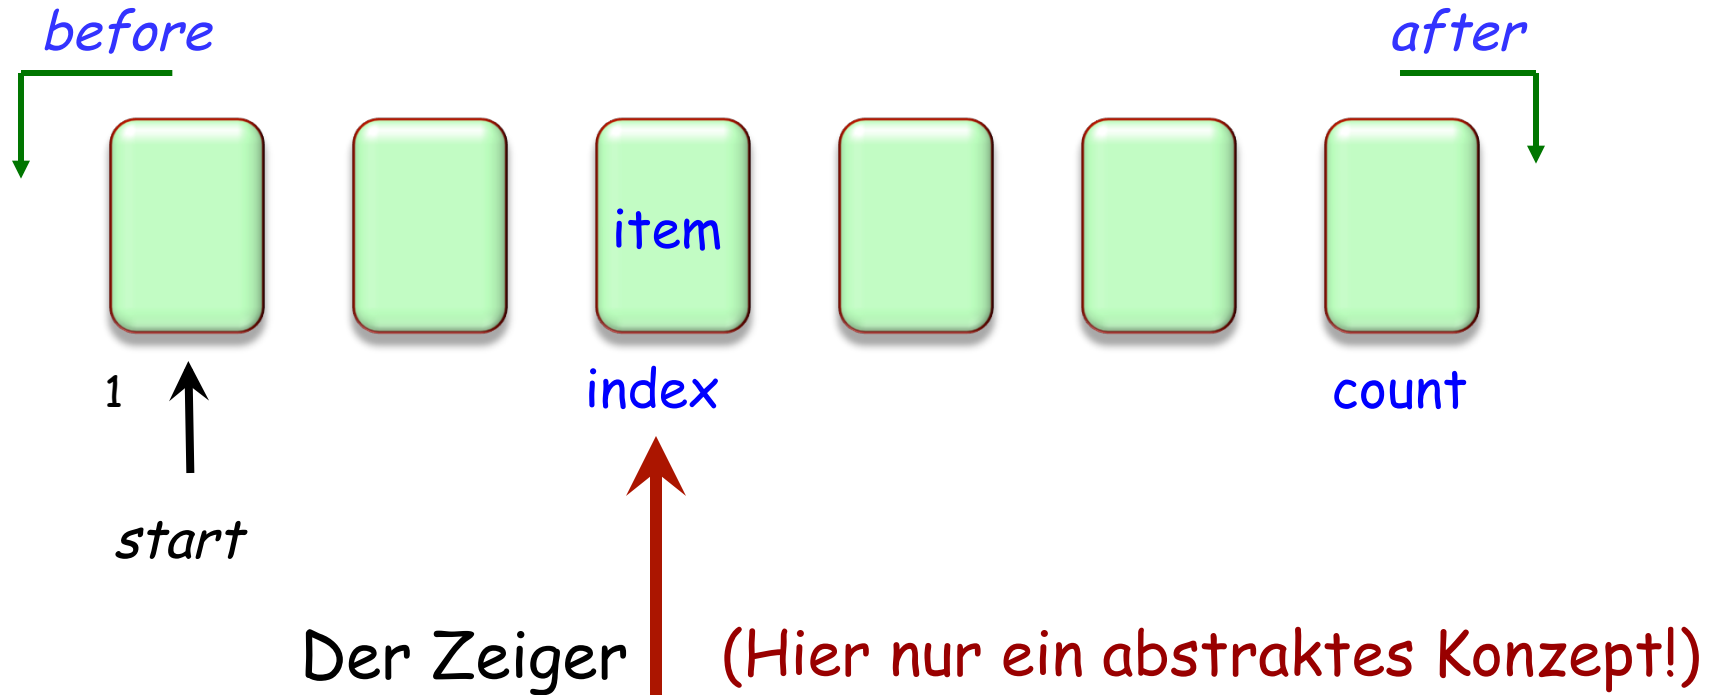 before
after
item
1
index
count
start
Der Zeiger
(Hier nur ein abstraktes Konzept!)